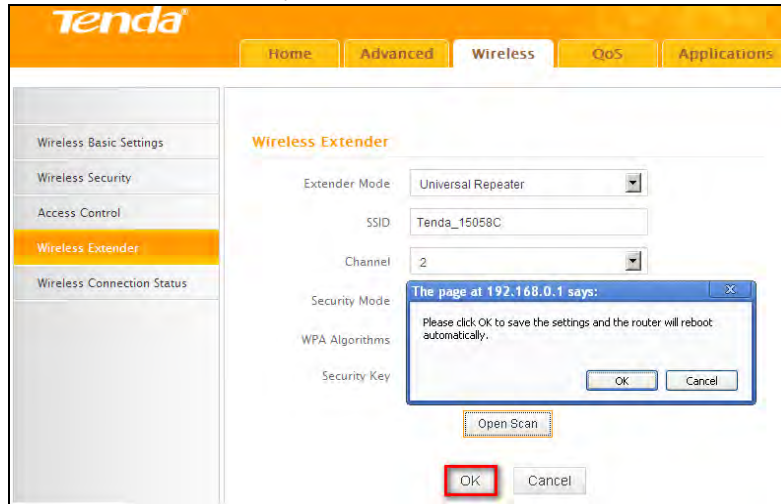 Tenda
Home Advanced Wireless QoS Applications
Wireless Basic Settings
Wireless Security
Access Control
Wireless Extender
Wireless Connection Status
Wireless Extender
Extender Mode Universal Repeater
SSID Tenda_15058C
Channel 2
Security Mode
WPA Algorithms
Security Key
The page at 192.168.0.1 says: X
Please click OK to save the settings and the router will reboot
automatically.
OK Cancel
Open Scan
OK Cancel